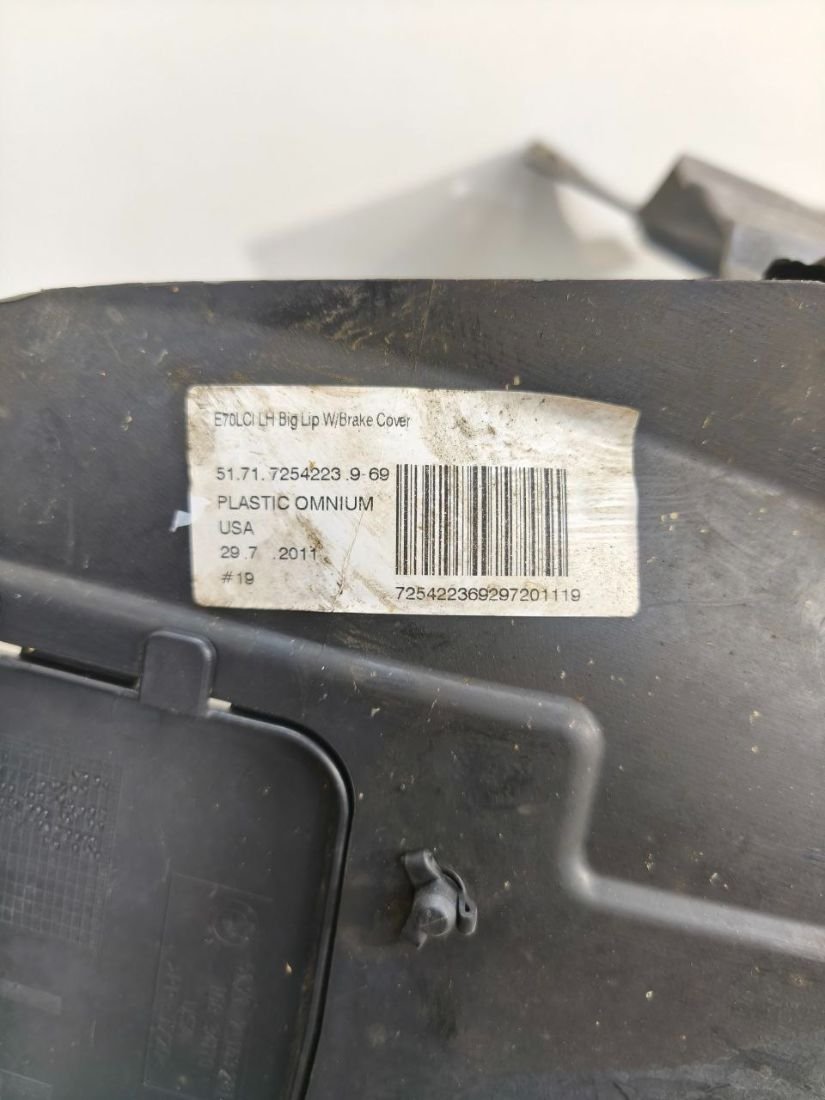 E70LCI LH Big Lip W/Brake Cover
51.71.7254223.9-69
PLASTIC OMNIUM
USA
29.7 .2011
#19
725422369297201119